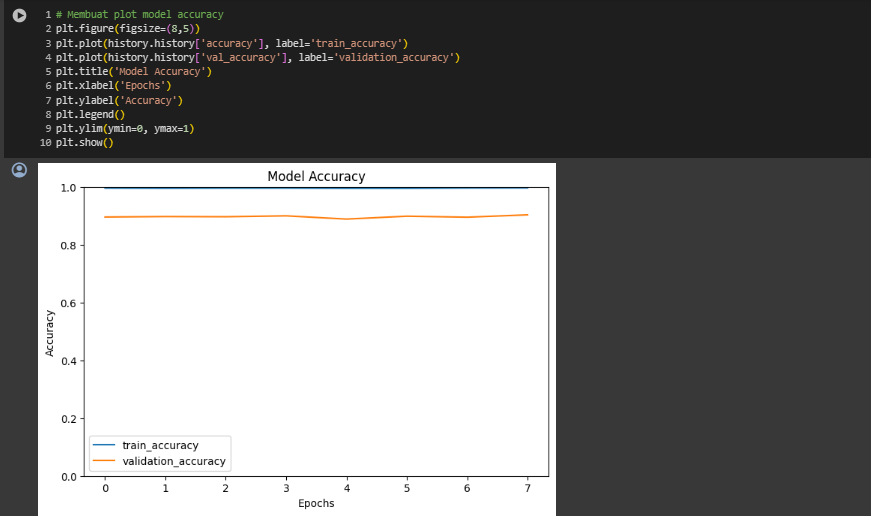 1 # Membuat plot model accuracy
2 plt.figure(figsize=(8,5))
3 plt.plot(history.history['accuracy'], label='train_accuracy')
4 plt.plot(history.history['val_accuracy'], label='validation_accuracy')
5 plt.title('Model Accuracy')
6 plt.xlabel('Epochs')
7 plt.ylabel('Accuracy')
8 plt.legend()
9 plt.ylim(ymin=0, ymax=1)
10 plt.show()
Model Accuracy
1.0
0.8
0.6
0.4
0.2
0.0
Accuracy
train_accuracy
validation_accuracy
0 1 2 3 4 5 6 7
Epochs